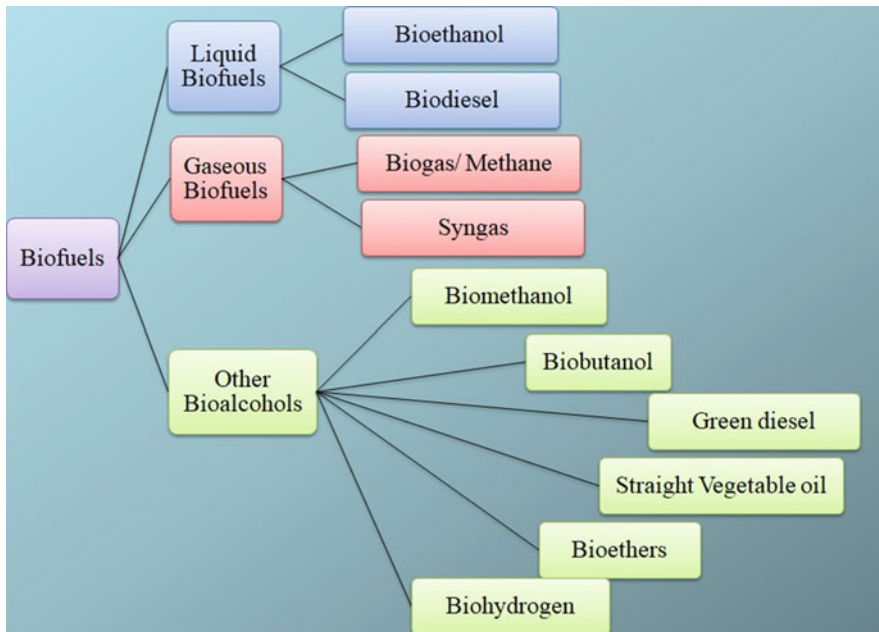 Biofuels
Liquid
Biofuels
Bioethanol
Biodiesel
Gaseous
Biofuels
Biogas/ Methane
Syngas
Other
Bioalcohols
Biomethanol
Biobutanol
Green diesel
Straight Vegetable oil
Bioethers
Biohydrogen